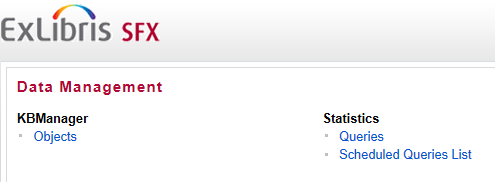 ExLibris SFX
Data Management
KBManager
Objects
Statistics
Queries
Scheduled Queries List